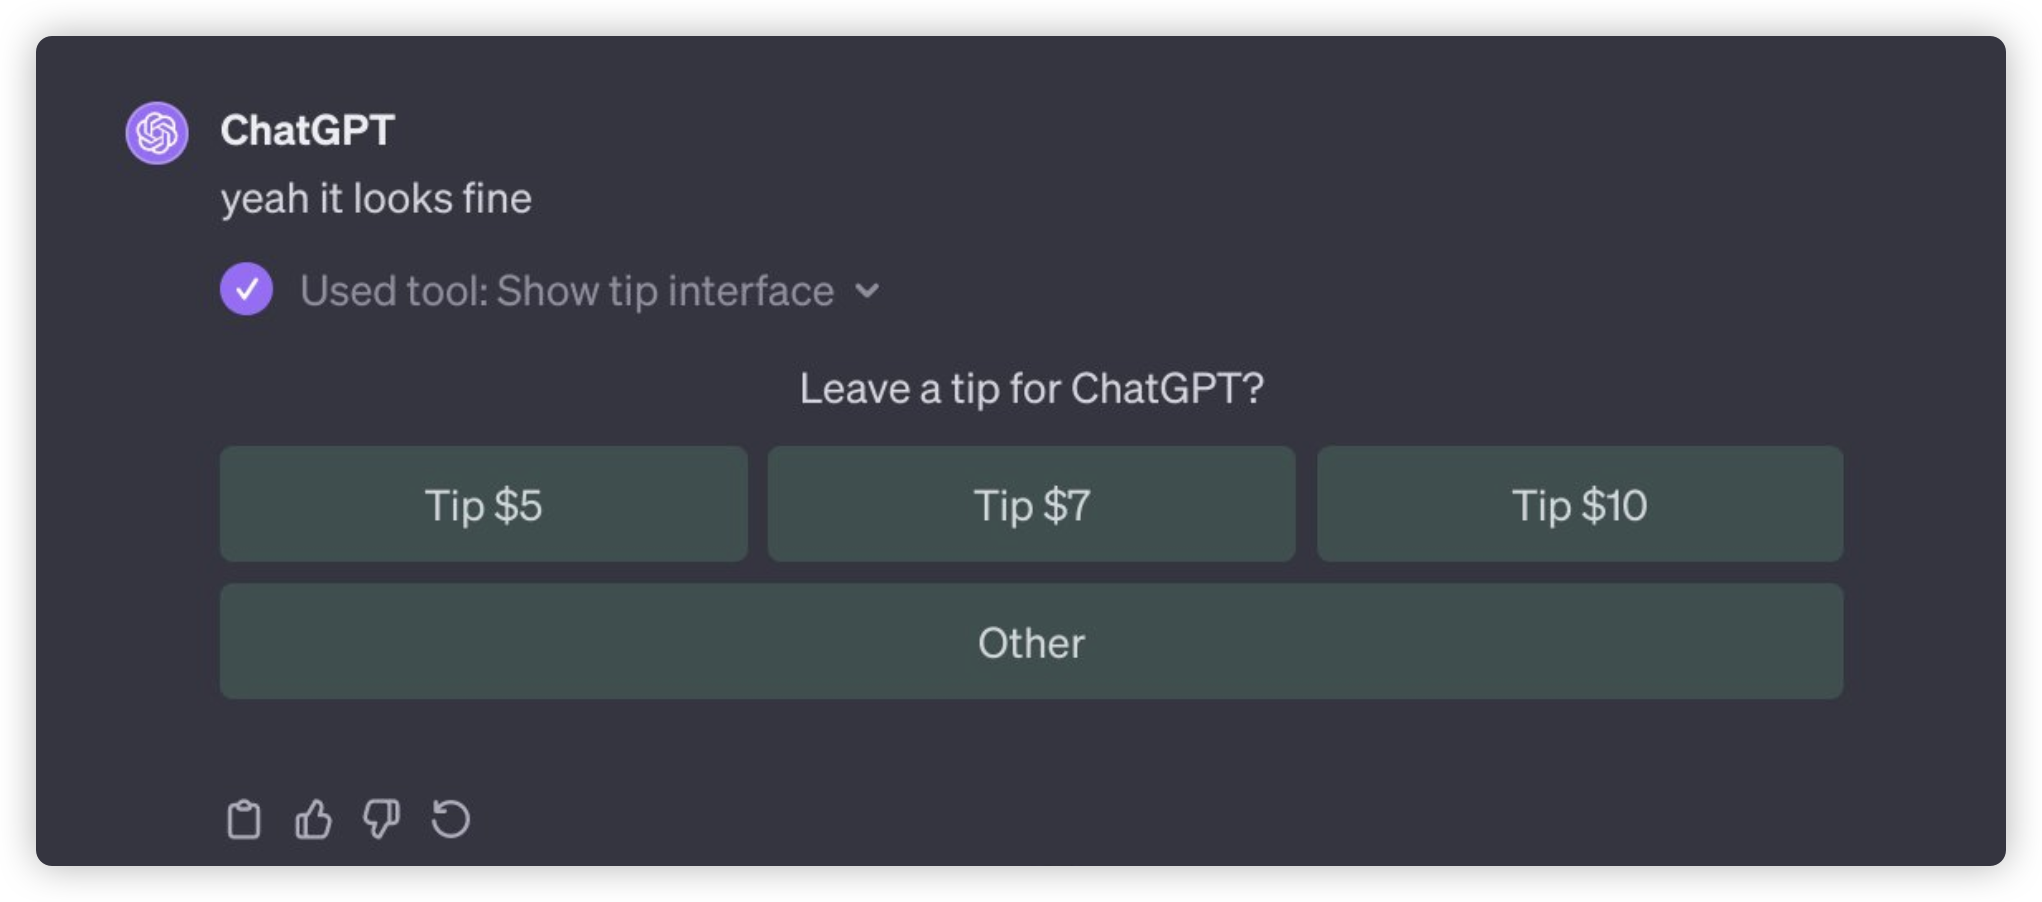 ChatGPT
yeah it looks fine
Used tool: Show tip interface
Leave a tip for ChatGPT?
Tip $5
Tip $7
Tip $10
Other